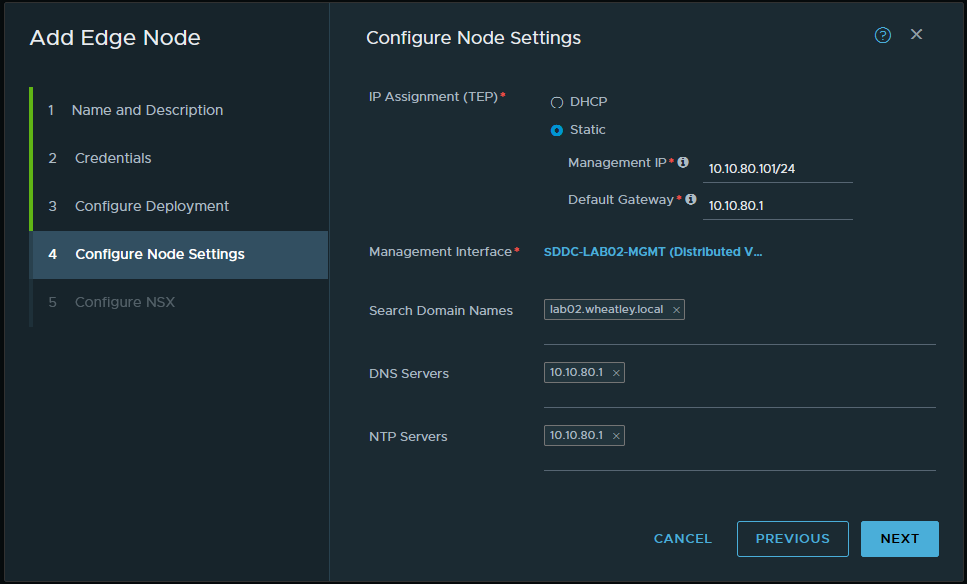 Add Edge Node
1 Name and Description
2 Credentials
3 Configure Deployment
4 Configure Node Settings
5 Configure NSX
Configure Node Settings
?
IP Assignment (TEP)*
DHCP
Static
Management IP* i 10.10.80.101/24
Default Gateway* i 10.10.80.1
Management Interface* SDDC-LAB02-MGMT (Distributed V...
Search Domain Names lab02.wheatley.local ×
DNS Servers 10.10.80.1 ×
NTP Servers 10.10.80.1 ×
CANCEL PREVIOUS NEXT